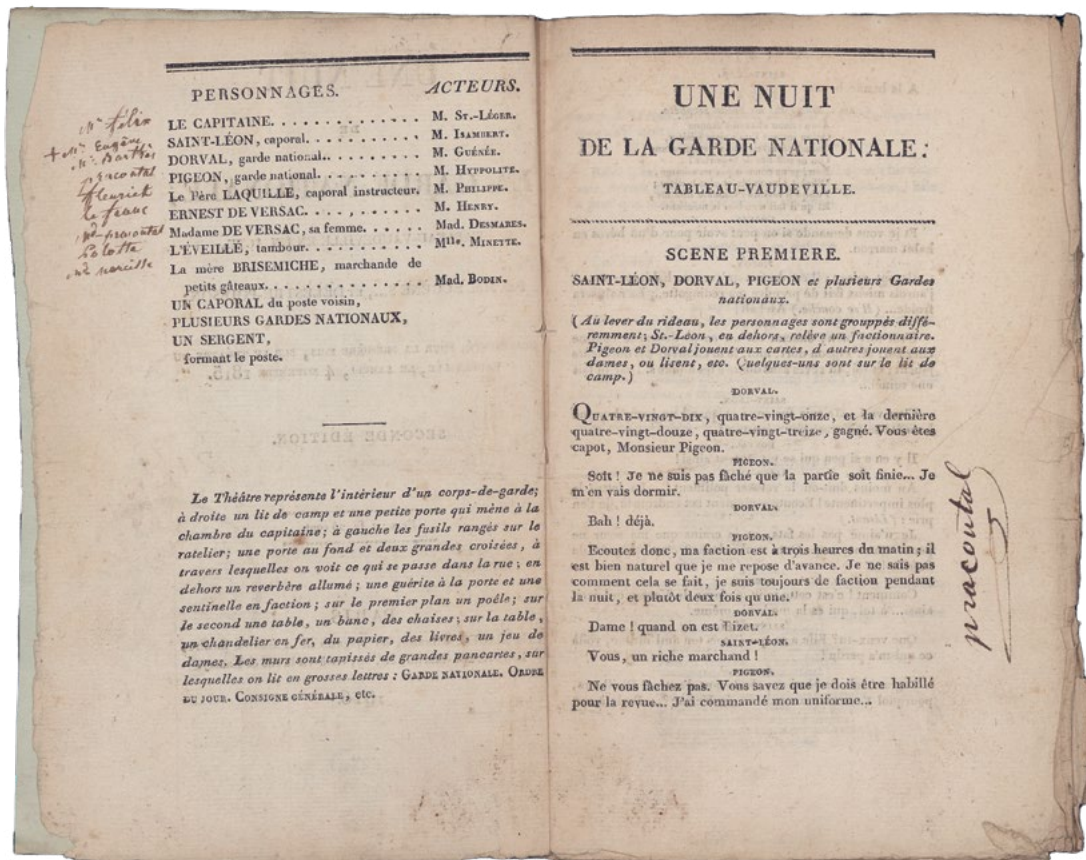 PERSONNAGES. ACTEURS.
LE CAPITAINE. . . . . . . . . . . . . . M. St.-Léger.
SAINT-LÉON, caporal. . . . . . . . . . . M. Isambert.
DORVAL, garde national. . . . . . . . . . M. Guénée.
PIGEON, garde national. . . . . . . . . . M. Hyppolite.
Le Père LAQUILLE, caporal instructeur. M. Philippe.
ERNEST DE VERSAC. . . . . . . . . . . M. Henry.
Madame DE VERSAC, sa femme. . . . . . Mad. Desmares.
L'ÉVEILLÉ, tambour. . . . . . . . . . . Mlle. Minette.
La mère BRISEMICHE, marchande de
petits gâteaux. . . . . . . . . . . . . . Mad. Bodin.
UN CAPORAL du poste voisin,
PLUSIEURS GARDES NATIONAUX,
UN SERGENT,
formant le poste.
Mr félix
+ Mr Eugène
Mr Barthès
pracontal
fleuriet
le franc
md pracontal
Lolotte
md narcisse
Le Théâtre représente l'intérieur d'un corps-de-garde;
à droite un lit de camp et une petite porte qui mène à la
chambre du capitaine; à gauche les fusils rangés sur le
ratelier; une porte au fond et deux grandes croisées, à
travers lesquelles on voit ce qui se passe dans la rue; en
dehors un reverbère allumé; une guérite à la porte et une
sentinelle en faction; sur le premier plan un poêle; sur
le second une table, un banc, des chaises; sur la table,
un chandelier en fer, du papier, des livres, un jeu de
dames. Les murs sont tapissés de grandes pancartes, sur
lesquelles on lit en grosses lettres : Garde nationale. Ordre
du jour. Consigne générale, etc.
UNE NUIT
DE LA GARDE NATIONALE:
TABLEAU-VAUDEVILLE.
SCENE PREMIERE.
SAINT-LÉON, DORVAL, PIGEON et plusieurs Gardes
nationaux.
(Au lever du rideau, les personnages sont grouppés diffé-
remment; St.-Léon, en dehors, relève un factionnaire.
Pigeon et Dorval jouent aux cartes, d'autres jouent aux
dames, ou lisent, etc. Quelques-uns sont sur le lit de
camp.)
DORVAL.
Quatre-vingt-dix, quatre-vingt-onze, et la dernière
quatre-vingt-douze, quatre-vingt-treize, gagné. Vous êtes
capot, Monsieur Pigeon.
PIGEON.
Soit ! Je ne suis pas fâché que la partie soit finie... Je
m'en vais dormir.
DORVAL.
Bah ! déjà.
PIGEON.
Ecoutez donc, ma faction est à trois heures du matin; il
est bien naturel que je me repose d'avance. Je ne sais pas
comment cela se fait, je suis toujours de faction pendant
la nuit, et plutôt deux fois qu'une.
DORVAL.
Dame ! quand on est Bizet.
SAINT-LÉON.
Vous, un riche marchand !
PIGEON.
Ne vous fâchez pas. Vous savez que je dois être habillé
pour la revue... J'ai commandé mon uniforme...
pracontal